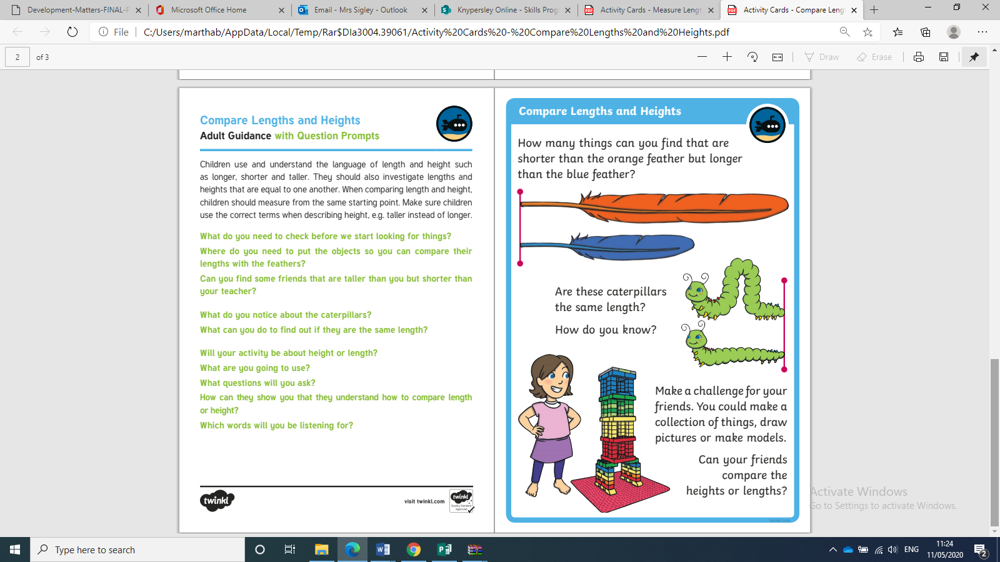 Development-Matters-FINAL-P
Microsoft Office Home
Email - Mrs Sigley - Outlook
Knypersley Online - Skills Prog
Activity Cards - Measure Lengt
Activity Cards - Compare Leng
File
C:/Users/marthab/AppData/Local/Temp/Rar$DIa3004.39061/Activity%20Cards%20-%20Compare%20Lengths%20and%20Heights.pdf
2 of 3
Draw
Erase
Compare Lengths and Heights
Adult Guidance with Question Prompts
Children use and understand the language of length and height such
as longer, shorter and taller. They should also investigate lengths and
heights that are equal to one another. When comparing length and height,
children should measure from the same starting point. Make sure children
use the correct terms when describing height, e.g. taller instead of longer.
What do you need to check before we start looking for things?
Where do you need to put the objects so you can compare their
lengths with the feathers?
Can you find some friends that are taller than you but shorter than
your teacher?
What do you notice about the caterpillars?
What can you do to find out if they are the same length?
Will your activity be about height or length?
What are you going to use?
What questions will you ask?
How can they show you that they understand how to compare length
or height?
Which words will you be listening for?
twinkl
visit twinkl.com
twinkl
Quality Standard
Approved
Compare Lengths and Heights
How many things can you find that are
shorter than the orange feather but longer
than the blue feather?
Are these caterpillars
the same length?
How do you know?
Make a challenge for your
friends. You could make a
collection of things, draw
pictures or make models.
Can your friends
compare the
heights or lengths?
twinkl.com
Activate Windows
Go to Settings to activate Windows.
Type here to search
ENG
11:24
11/05/2020
2